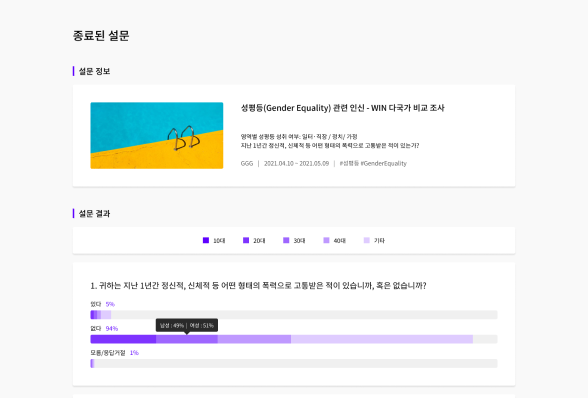 종료된 설문
설문 정보
성평등(Gender Equality) 관련 인신 - WIN 다국가 비교 조사
영역별 성평등 성취 여부: 일터·직장 / 정치/ 가정
지난 1년간 정신적, 신체적 등 어떤 형태의 폭력으로 고통받은 적이 있는가?
GGG | 2021.04.10 ~ 2021.05.09 | #성평등 #GenderEquality
설문 결과
10대 20대 30대 40대 기타
1. 귀하는 지난 1년간 정신적, 신체적 등 어떤 형태의 폭력으로 고통받은 적이 있습니까, 혹은 없습니까?
있다 5%
없다 94%
남성 : 49% | 여성 : 51%
모름/응답거절 1%